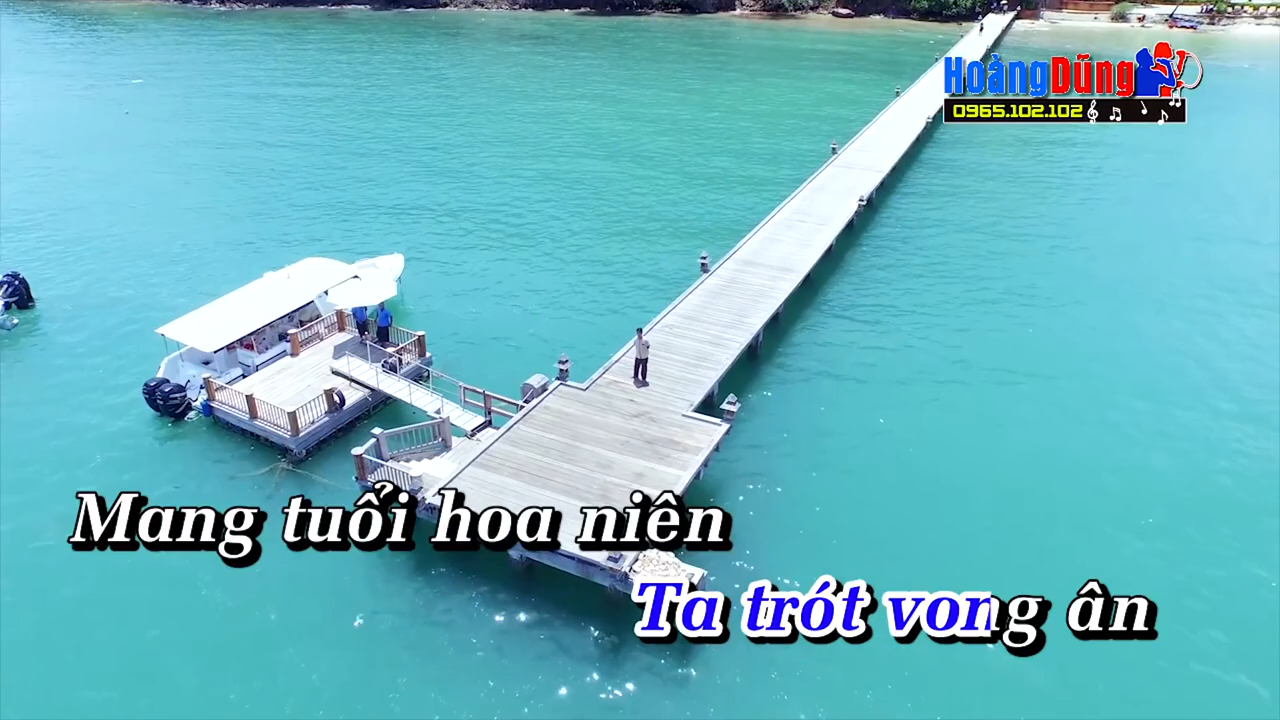 HoàngDũng
0965.102.102
Mang tuổi hoa niên
Ta trót vong ân